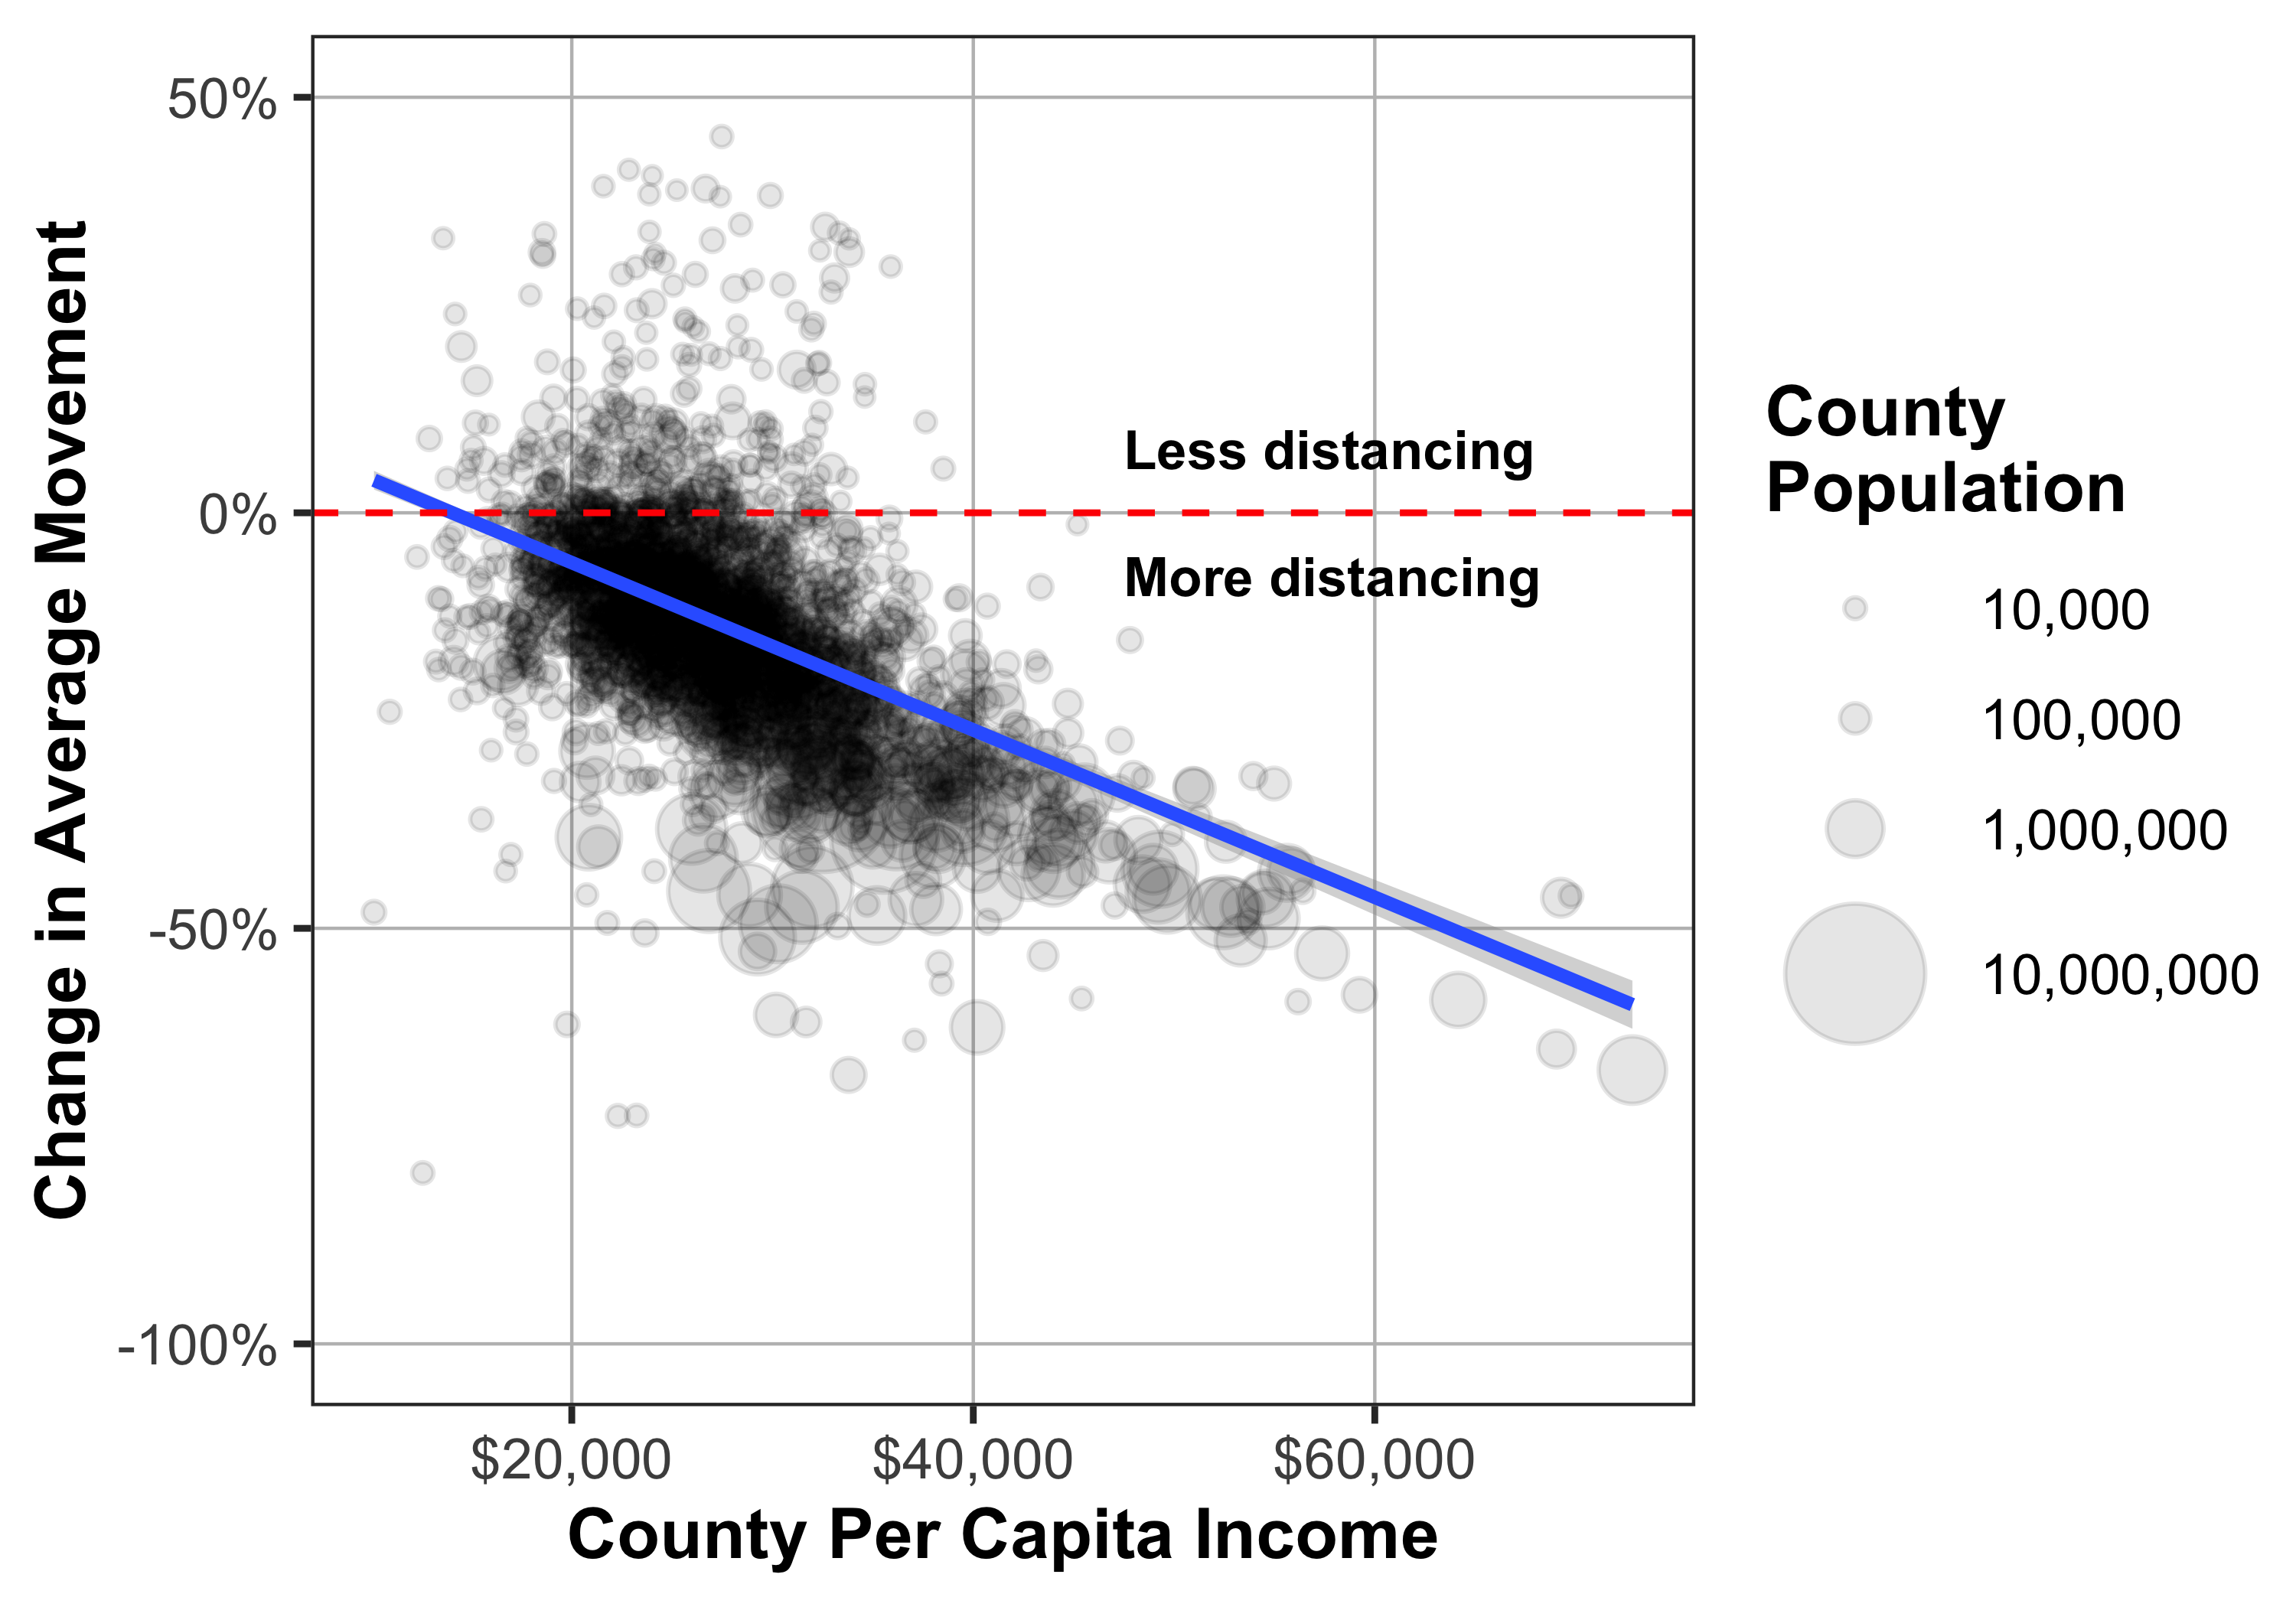 Change in Average Movement
50%
0%
-50%
-100%
Less distancing
More distancing
$20,000
$40,000
$60,000
County Per Capita Income
County
Population
10,000
100,000
1,000,000
10,000,000